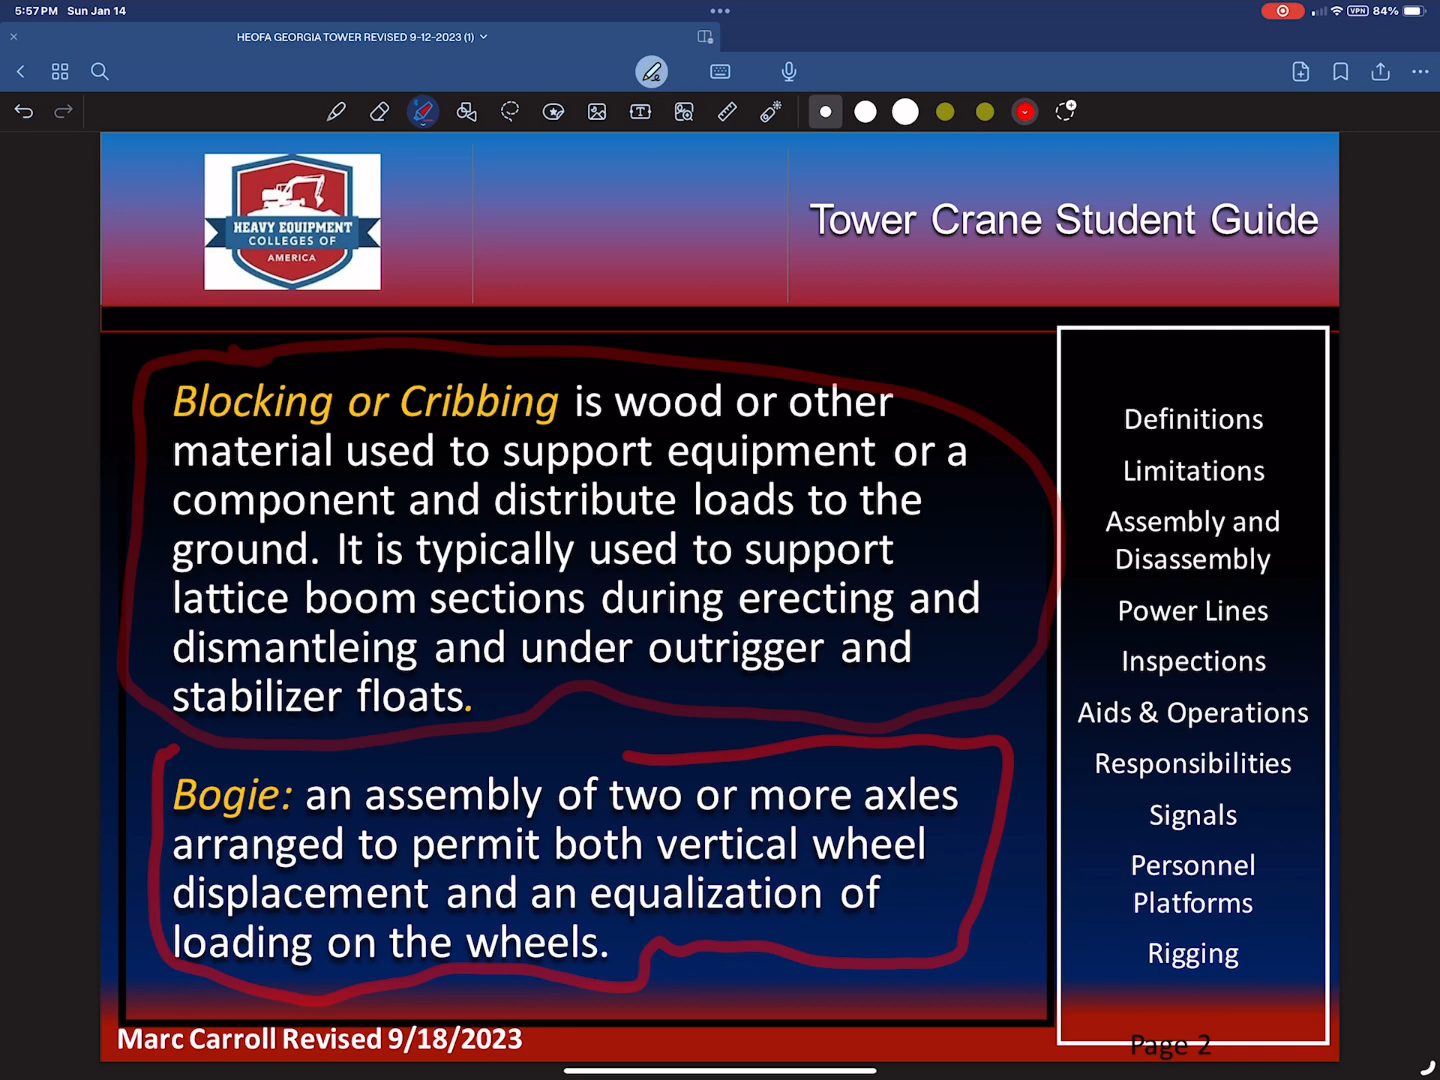 5:57 PM Sun Jan 14
VPN 84%
HEOFA GEORGIA TOWER REVISED 9-12-2023 (1)
HEAVY EQUIPMENT
COLLEGES OF
AMERICA
Tower Crane Student Guide
Blocking or Cribbing is wood or other
material used to support equipment or a
component and distribute loads to the
ground. It is typically used to support
lattice boom sections during erecting and
dismantleing and under outrigger and
stabilizer floats.
Bogie: an assembly of two or more axles
arranged to permit both vertical wheel
displacement and an equalization of
loading on the wheels.
Definitions
Limitations
Assembly and
Disassembly
Power Lines
Inspections
Aids & Operations
Responsibilities
Signals
Personnel
Platforms
Rigging
Marc Carroll Revised 9/18/2023
Page 2